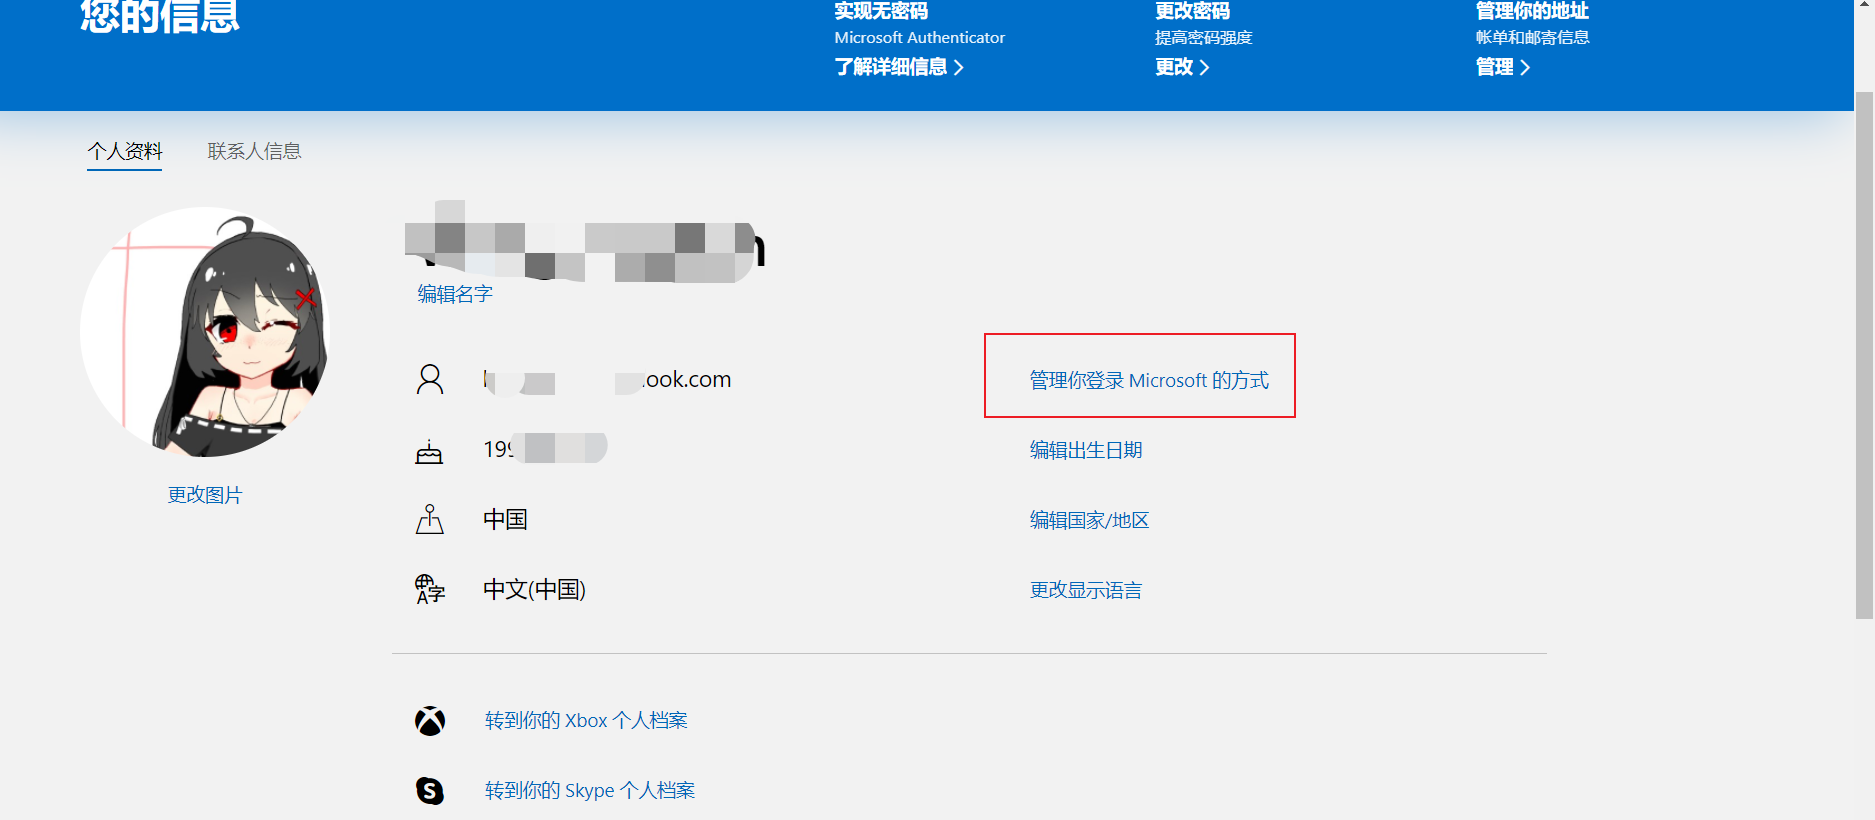 您的信息
实现无密码
Microsoft Authenticator
了解详细信息
更改密码
提高密码强度
更改
管理你的地址
帐单和邮寄信息
管理
个人资料
联系人信息
编辑名字
ook.com
管理你登录 Microsoft 的方式
199
编辑出生日期
中国
编辑国家/地区
中文(中国)
更改显示语言
更改图片
转到你的 Xbox 个人档案
转到你的 Skype 个人档案